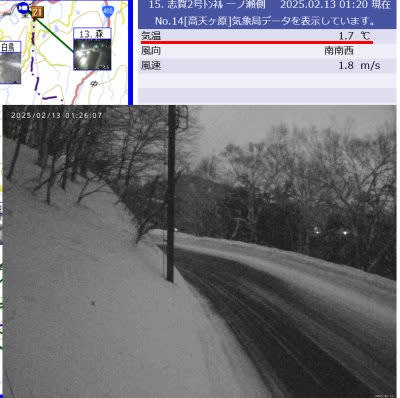 13. 森
21
白鳥
15. 志賀2号ﾄﾝﾈﾙ 一ノ瀬側 2025.02.13 01:20 現在
No.14[高天ヶ原]気象局データを表示しています。
気温 1.7 ℃
風向 南南西
風速 1.8 m/s
2025/02/13 01:26:07